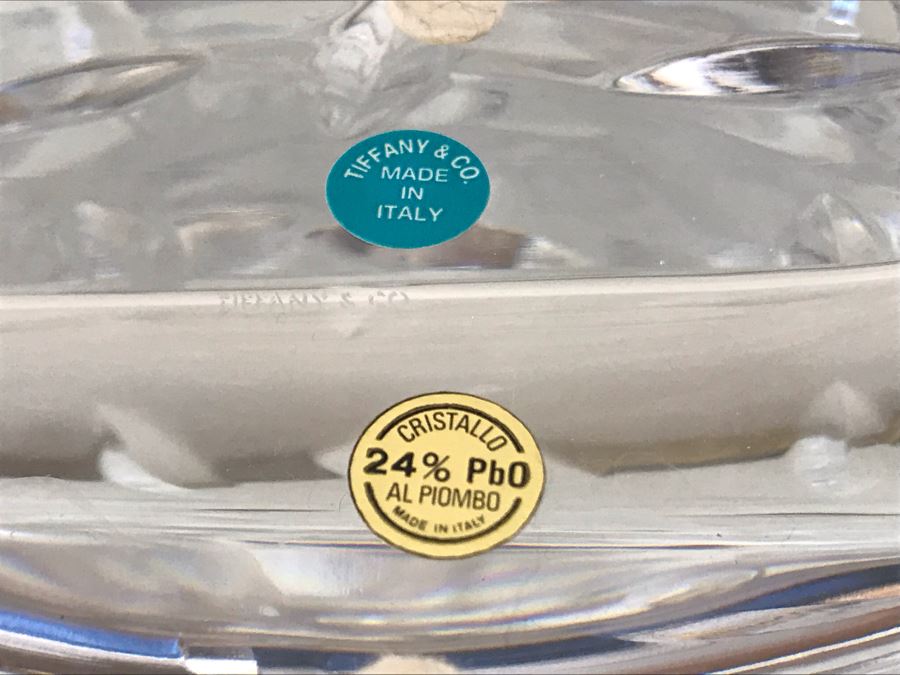 TIFFANY & CO.
MADE
IN
ITALY
CRISTALLO
24% PbO
AL PIOMBO
MADE IN ITALY